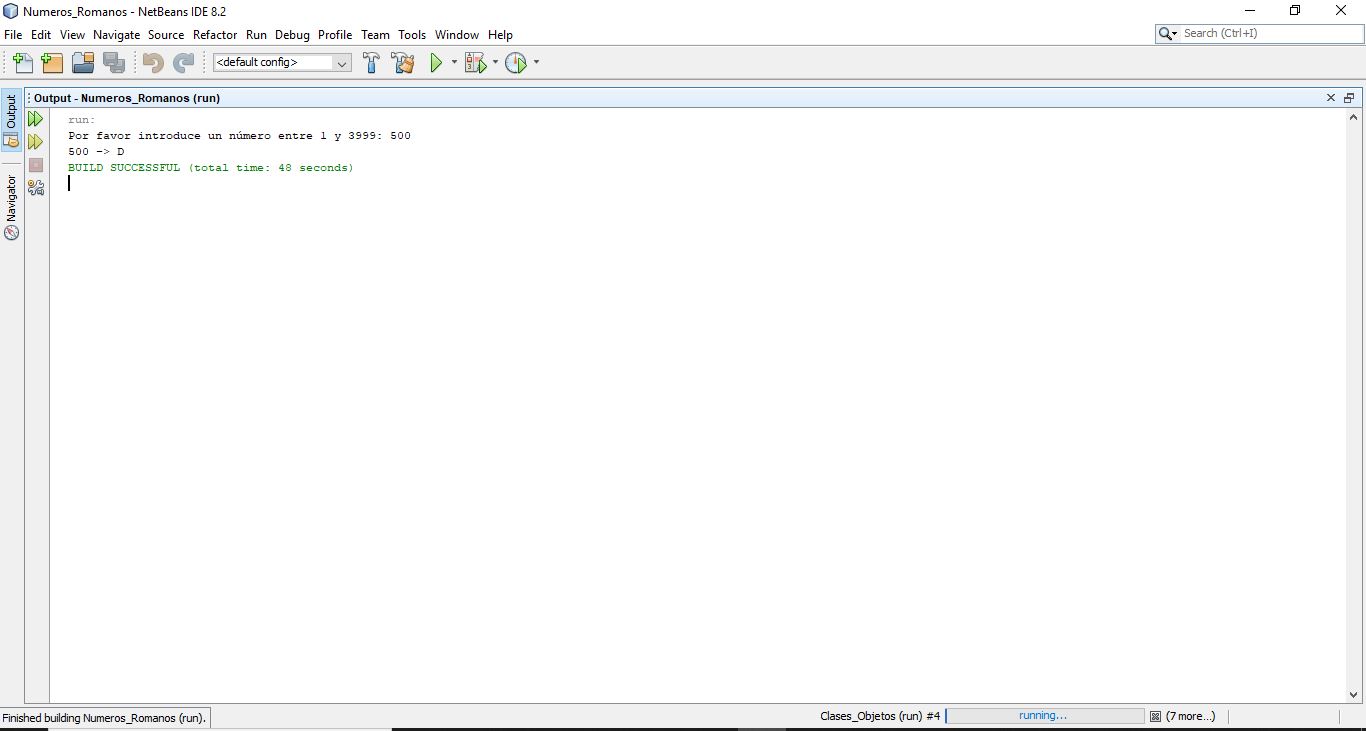 Numeros_Romanos - NetBeans IDE 8.2
File Edit View Navigate Source Refactor Run Debug Profile Team Tools Window Help
Search (Ctrl+I)
<default config>
Output
Navigator
Output - Numeros_Romanos (run)
run:
Por favor introduce un número entre 1 y 3999: 500
500 -> D
BUILD SUCCESSFUL (total time: 48 seconds)
Finished building Numeros_Romanos (run).
Clases_Objetos (run) #4 running... (7 more...)